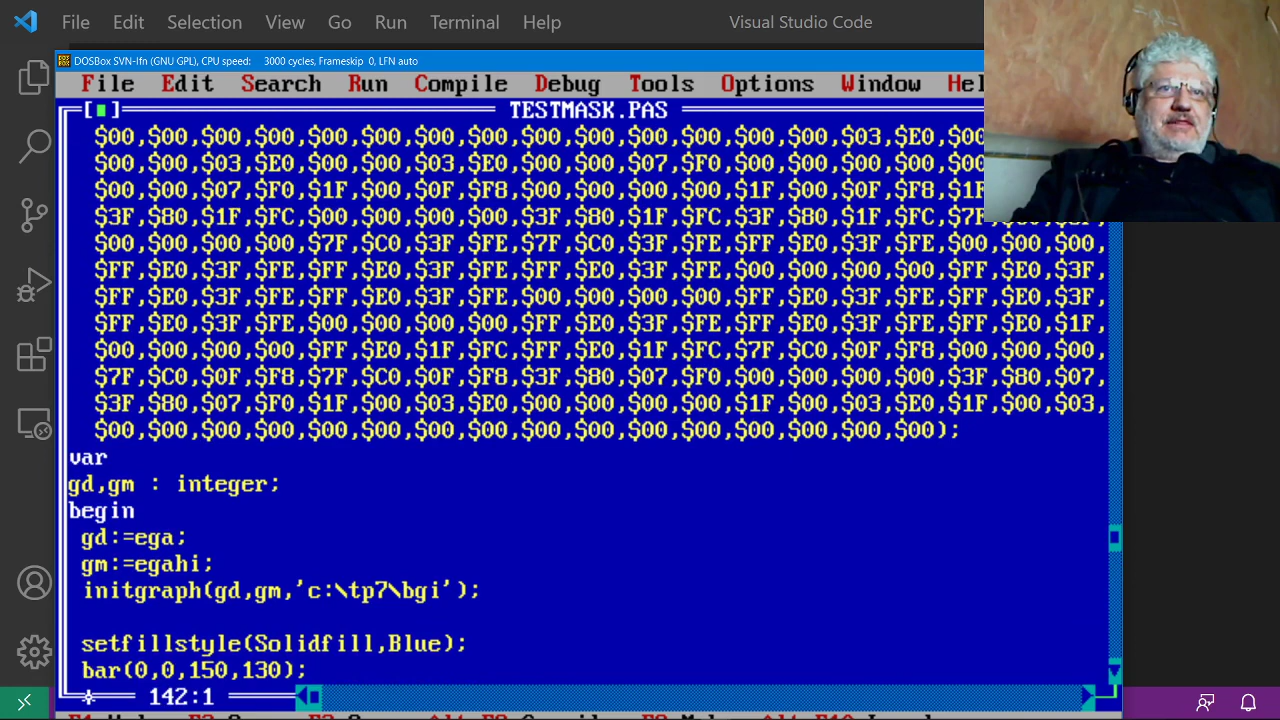 File Edit Selection View Go Run Terminal Help Visual Studio Code
DOSBox SVN-lfn (GNU GPL), CPU speed: 3000 cycles, Frameskip 0, LFN auto
File Edit Search Run Compile Debug Tools Options Window Hel
TESTMASK.PAS
$00,$00,$00,$00,$00,$00,$00,$00,$00,$00,$00,$00,$00,$00,$03,$E0,$00
$00,$00,$03,$E0,$00,$00,$03,$E0,$00,$00,$07,$F0,$00,$00,$00,$00,$00
$00,$00,$07,$F0,$1F,$00,$0F,$F8,$00,$00,$00,$00,$1F,$00,$0F,$F8,$1F
$3F,$80,$1F,$FC,$00,$00,$00,$00,$3F,$80,$1F,$FC,$3F,$80,$1F,$FC,$7F,
$00,$00,$00,$00,$7F,$C0,$3F,$FE,$7F,$C0,$3F,$FE,$FF,$E0,$3F,$FE,$00,$00,$00,
$FF,$E0,$3F,$FE,$FF,$E0,$3F,$FE,$FF,$E0,$3F,$FE,$00,$00,$00,$00,$FF,$E0,$3F,
$FF,$E0,$3F,$FE,$FF,$E0,$3F,$FE,$00,$00,$00,$00,$FF,$E0,$3F,$FE,$FF,$E0,$3F,
$FF,$E0,$3F,$FE,$00,$00,$00,$00,$FF,$E0,$3F,$FE,$FF,$E0,$3F,$FE,$FF,$E0,$1F,
$00,$00,$00,$00,$FF,$E0,$1F,$FC,$FF,$E0,$1F,$FC,$7F,$C0,$0F,$F8,$00,$00,$00,
$7F,$C0,$0F,$F8,$7F,$C0,$0F,$F8,$3F,$80,$07,$F0,$00,$00,$00,$00,$3F,$80,$07,
$3F,$80,$07,$F0,$1F,$00,$03,$E0,$00,$00,$00,$00,$1F,$00,$03,$E0,$1F,$00,$03,
$00,$00,$00,$00,$00,$00,$00,$00,$00,$00,$00,$00,$00,$00,$00,$00);
var
gd,gm : integer;
begin
gd:=ega;
gm:=egahi;
initgraph(gd,gm,'c:\tp7\bgi');
setfillstyle(Solidfill,Blue);
bar(0,0,150,130);
142:1